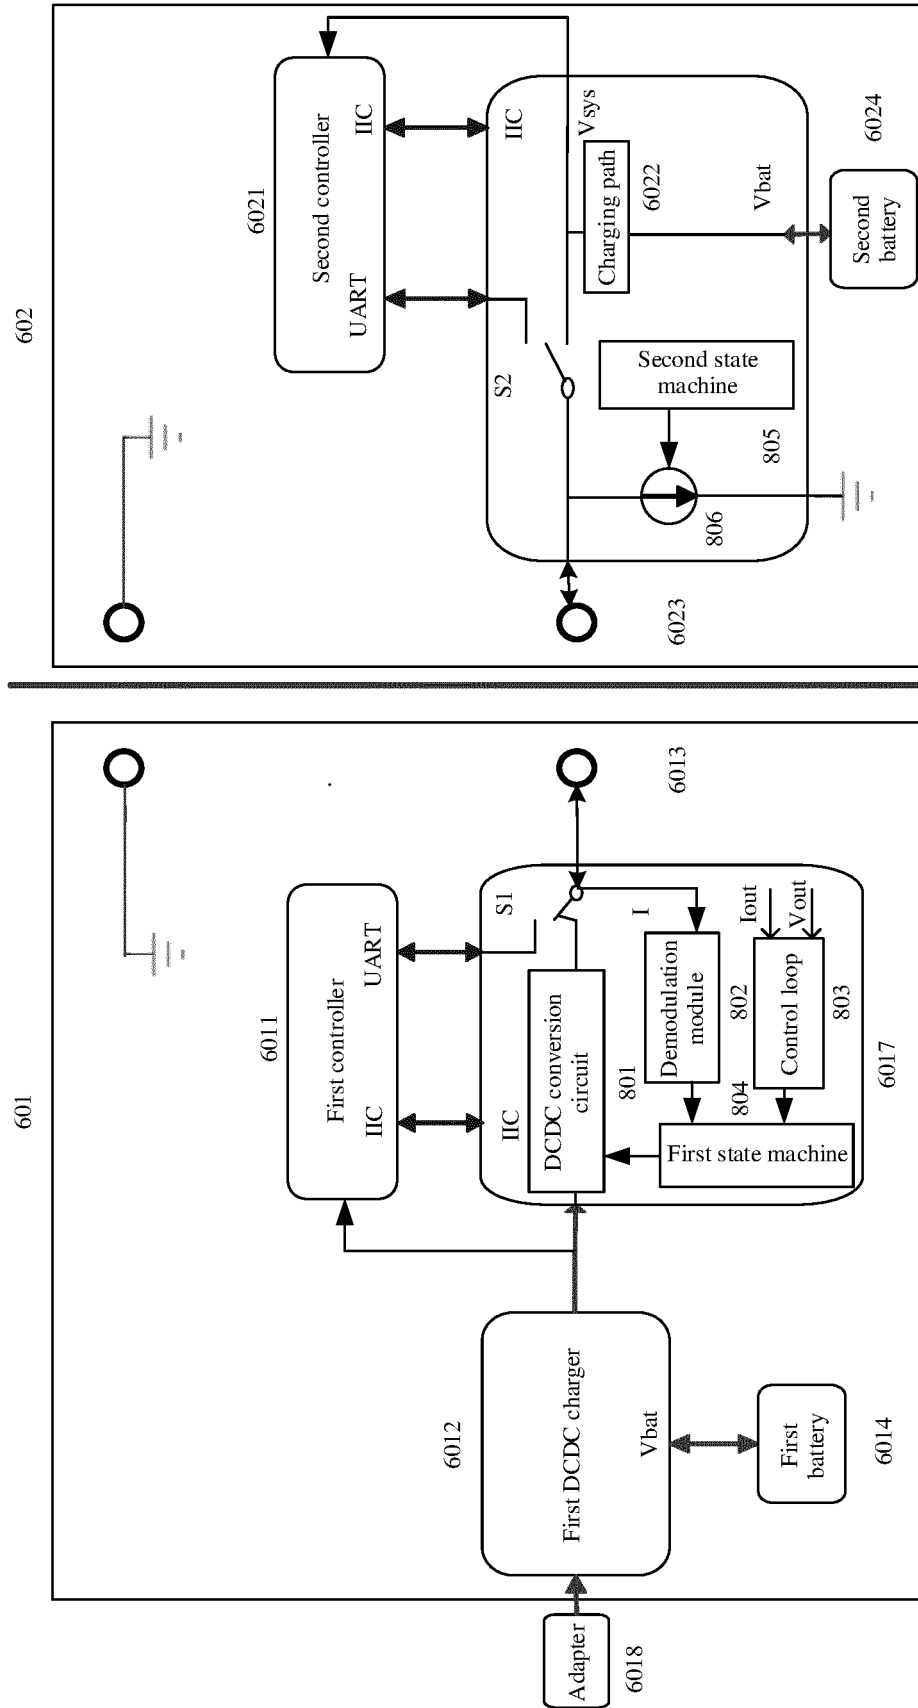 601
602
6011
First controller
IIC
UART
6021
Second controller
UART
IIC
6012
First DCDC charger
Vbat
Adapter
6018
First
battery
6014
IIC
S1
DCDC conversion
circuit
801
I
Demodulation
module
802
Iout
Vout
Control loop
803
804
First state machine
6017
6013
6023
S2
IIC
Vsys
Charging path
6022
Second state
machine
805
806
Vbat
Second
battery
6024